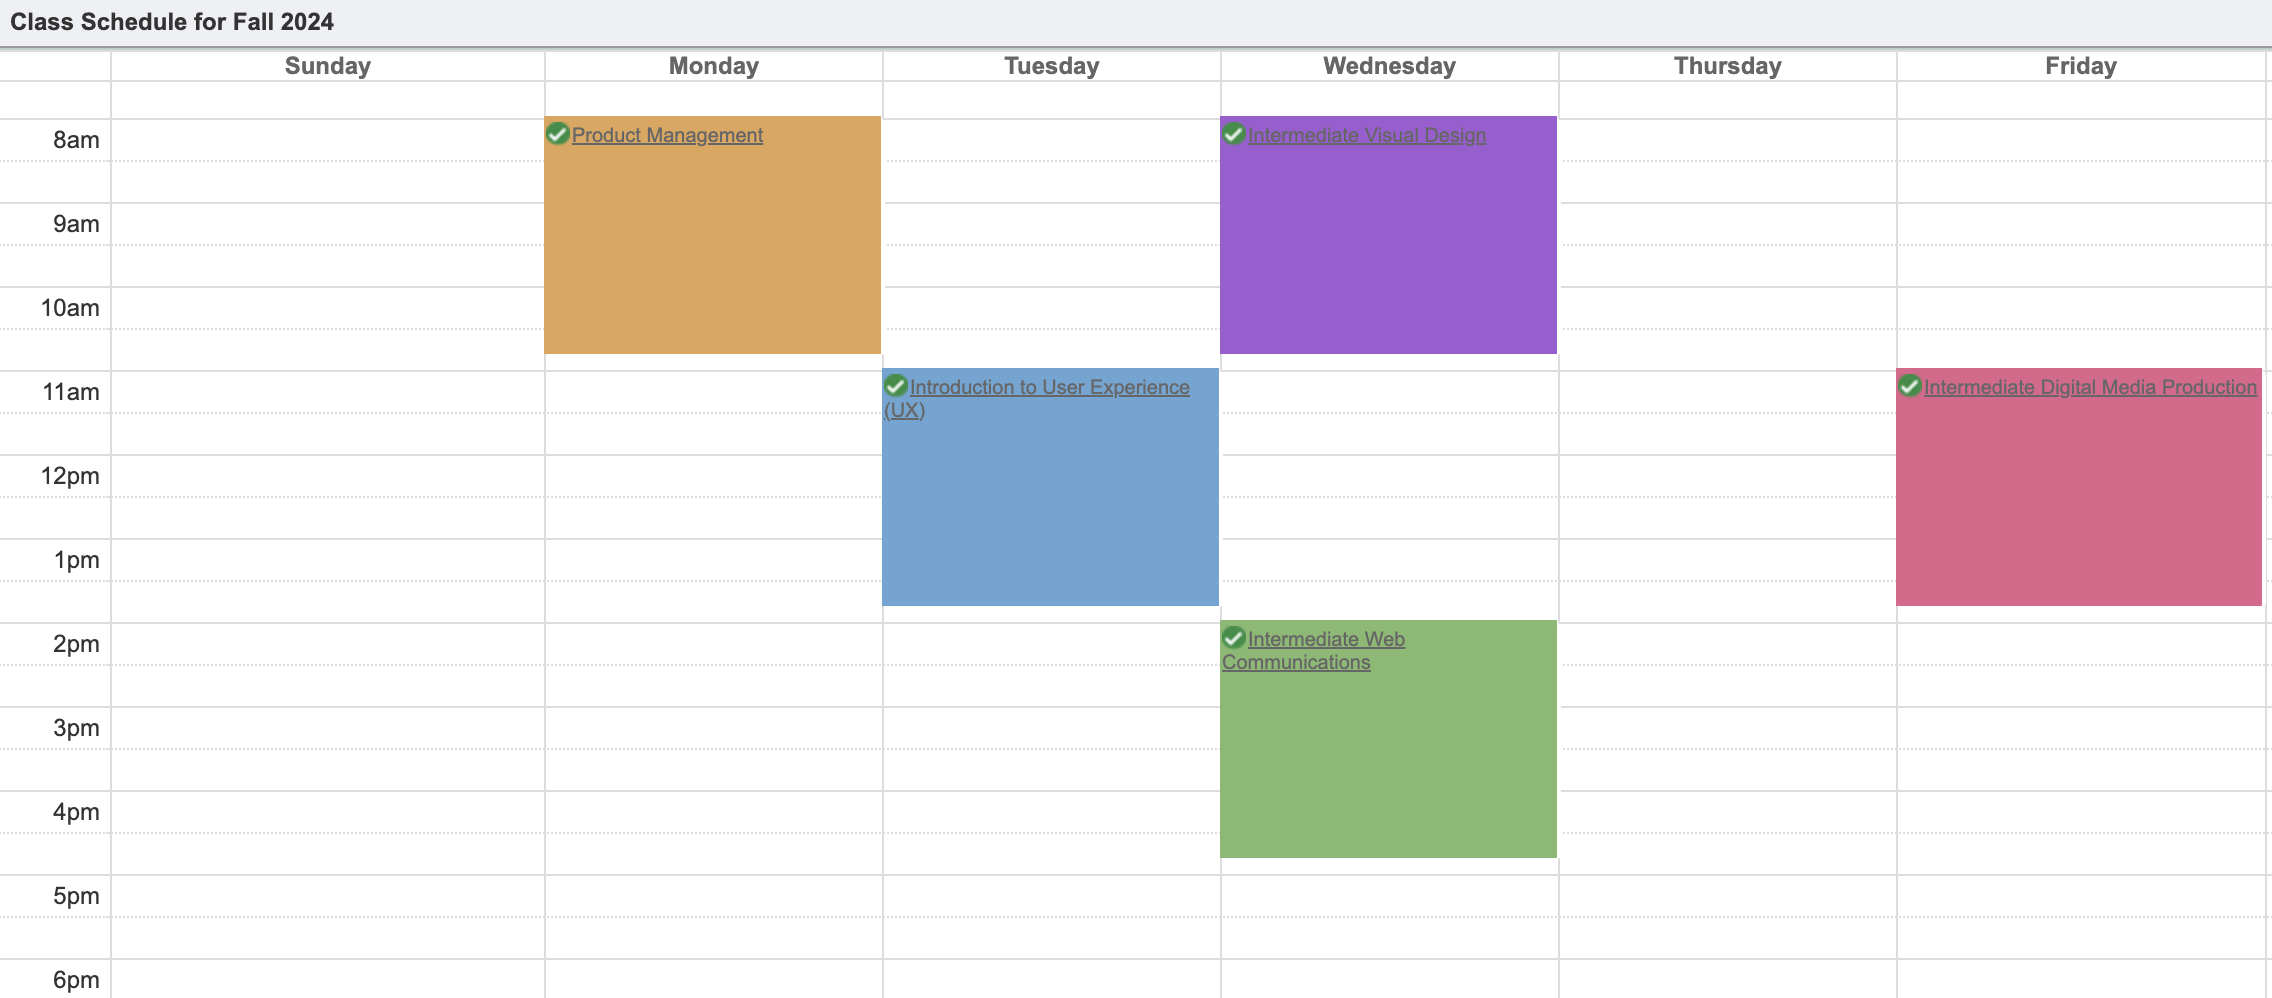 Class Schedule for Fall 2024
Sunday Monday Tuesday Wednesday Thursday Friday
8am
Product Management
Intermediate Visual Design
9am
10am
11am
Introduction to User Experience
(UX)
Intermediate Digital Media Production
12pm
1pm
2pm
Intermediate Web
Communications
3pm
4pm
5pm
6pm